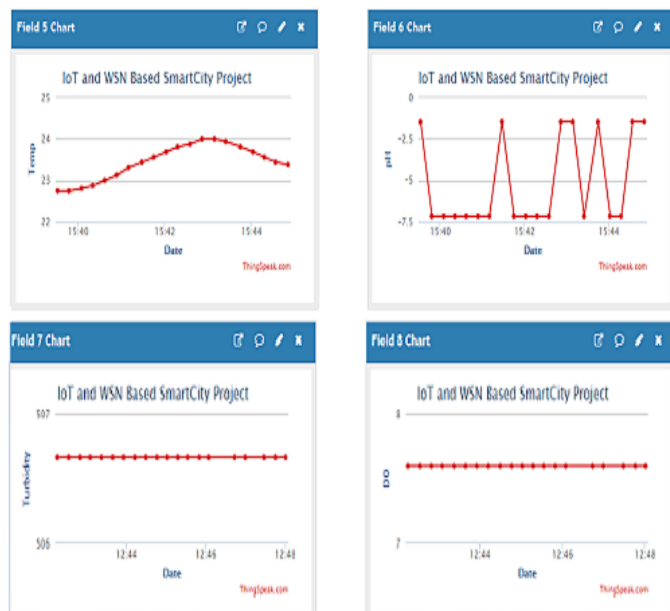 Field 5 Chart
IoT and WSN Based SmartCity Project
25
24
23
22
Temp
15:40
15:42
15:44
Date
ThingSpeak.com
Field 6 Chart
IoT and WSN Based SmartCity Project
0
-2.5
-5
-7.5
pH
15:40
15:42
15:44
Date
ThingSpeak.com
Field 7 Chart
IoT and WSN Based SmartCity Project
507
506
Turbidity
12:44
12:46
12:48
Date
ThingSpeak.com
Field 8 Chart
IoT and WSN Based SmartCity Project
8
7
DO
12:44
12:46
12:48
Date
ThingSpeak.com